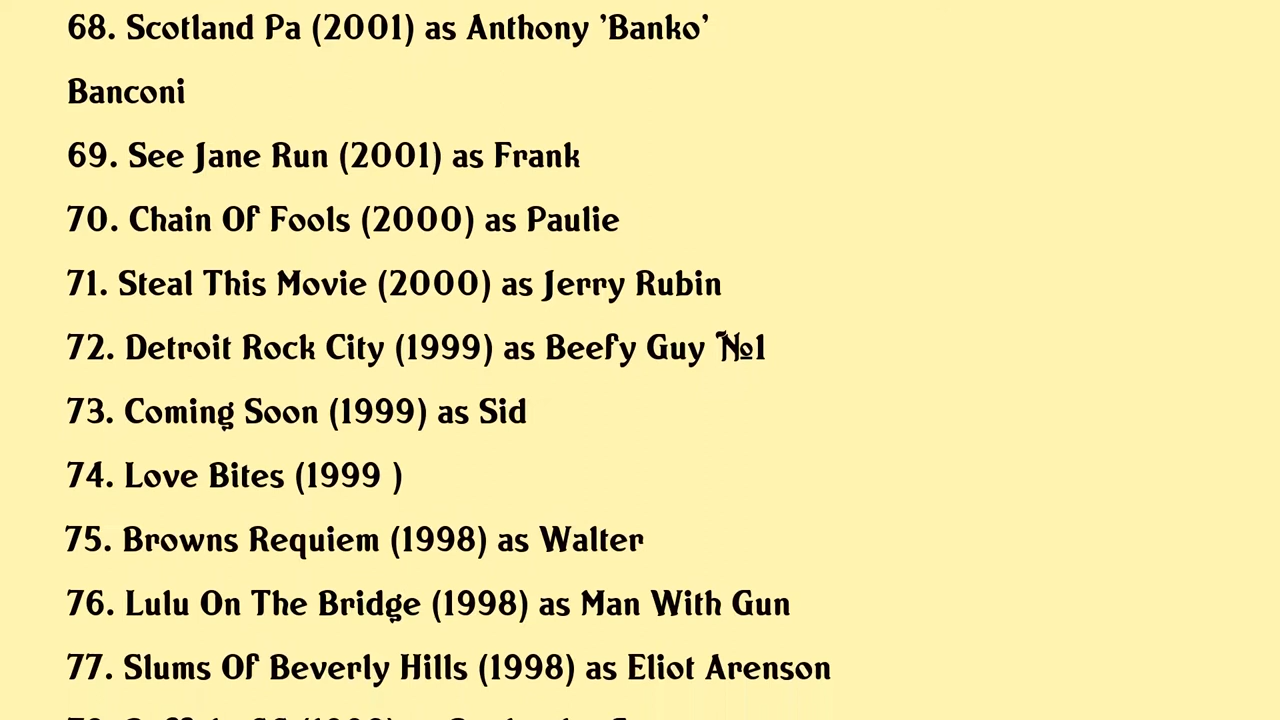 68. Scotland Pa (2001) as Anthony 'Banko'
Banconi
69. See Jane Run (2001) as Frank
70. Chain Of Fools (2000) as Paulie
71. Steal This Movie (2000) as Jerry Rubin
72. Detroit Rock City (1999) as Beefy Guy №1
73. Coming Soon (1999) as Sid
74. Love Bites (1999 )
75. Browns Requiem (1998) as Walter
76. Lulu On The Bridge (1998) as Man With Gun
77. Slums Of Beverly Hills (1998) as Eliot Arenson